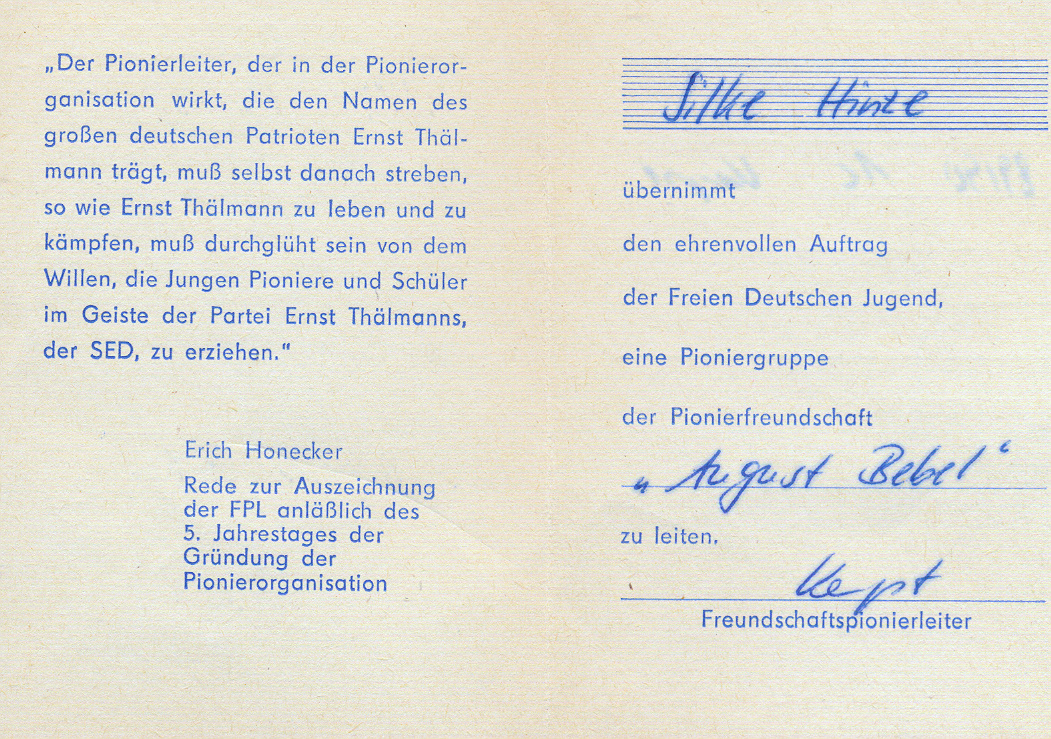 „Der Pionierleiter, der in der Pionieror-
ganisation wirkt, die den Namen des
großen deutschen Patrioten Ernst Thäl-
mann trägt, muß selbst danach streben,
so wie Ernst Thälmann zu leben und zu
kämpfen, muß durchglüht sein von dem
Willen, die Jungen Pioniere und Schüler
im Geiste der Partei Ernst Thälmanns,
der SED, zu erziehen."
Erich Honecker
Rede zur Auszeichnung
der FPL anläßlich des
5. Jahrestages der
Gründung der
Pionierorganisation
Silke Hinze
übernimmt
den ehrenvollen Auftrag
der Freien Deutschen Jugend,
eine Pioniergruppe
der Pionierfreundschaft
„August Bebel“
zu leiten.
Freundschaftspionierleiter